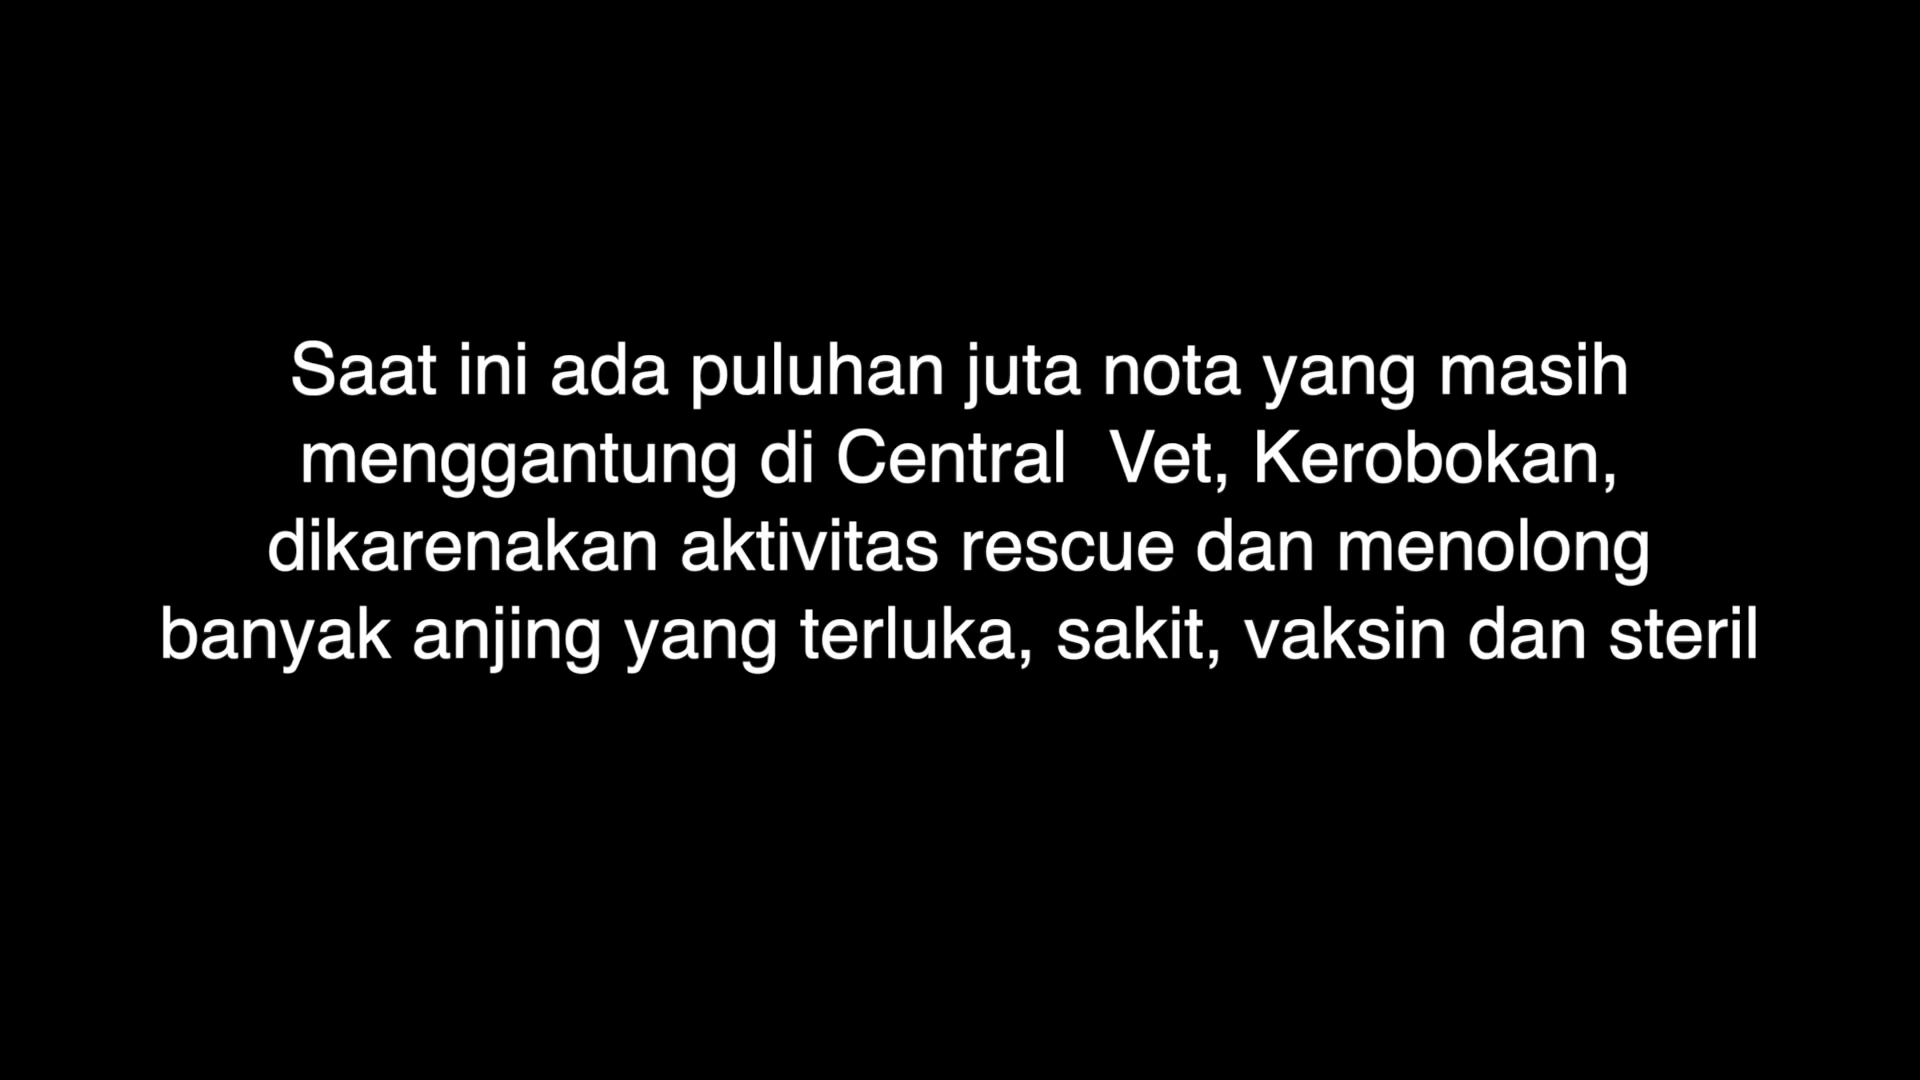 Saat ini ada puluhan juta nota yang masih
menggantung di Central  Vet, Kerobokan,
dikarenakan aktivitas rescue dan menolong
banyak anjing yang terluka, sakit, vaksin dan steril